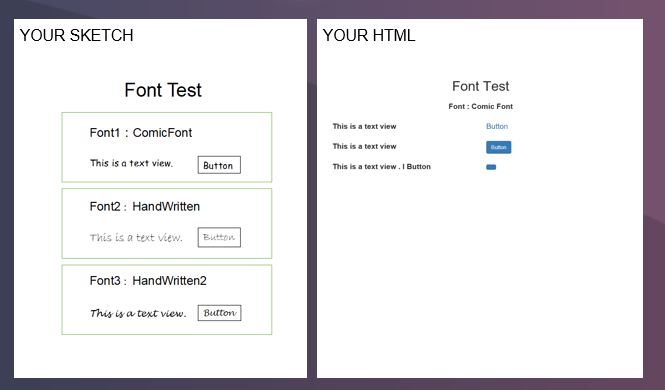 YOUR SKETCH
Font Test
Font1 : ComicFont
This is a text view. Button
Font2 : HandWritten
This is a text view. Button
Font3 : HandWritten2
This is a text view. Button
YOUR HTML
Font Test
Font : Comic Font
This is a text view Button
This is a text view Button
This is a text view . I Button